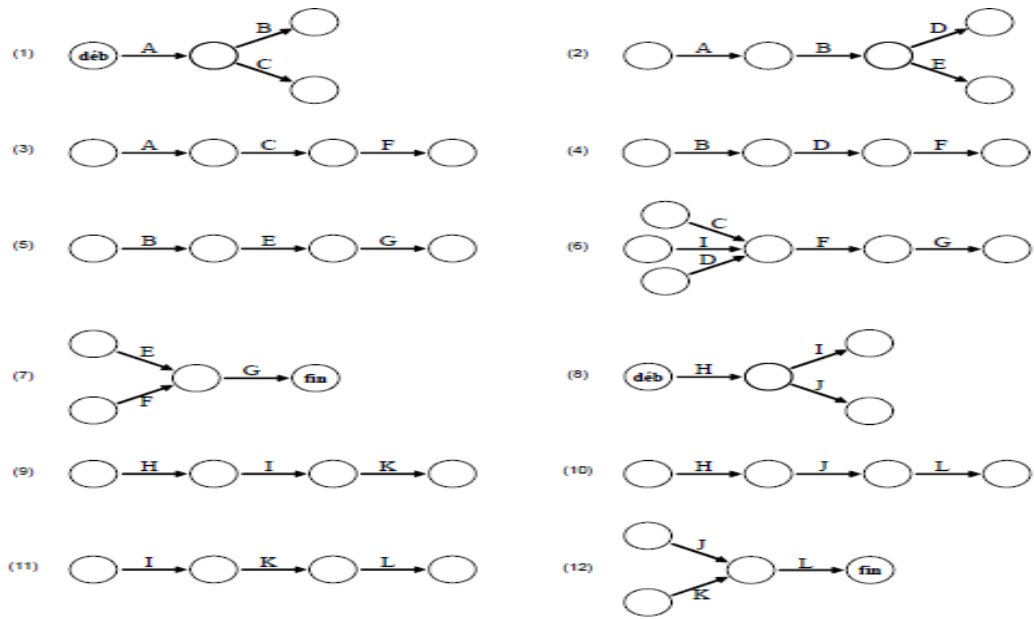 (1) déb A B C
(2) A B D E
(3) A C F
(4) B D F
(5) B E G
(6) C I D F G
(7) E F G fin
(8) déb H I J
(9) H I K
(10) H J L
(11) I K L
(12) J K L fin